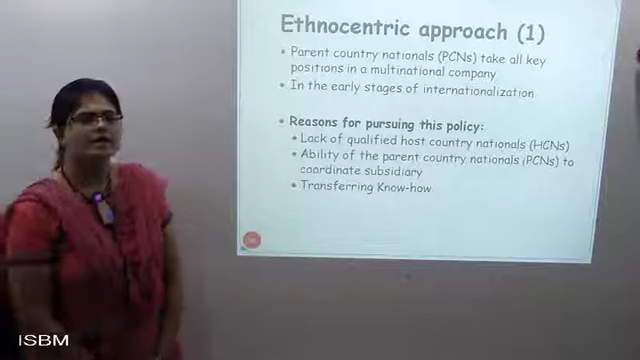 Ethnocentric approach (1)
• Parent country nationals (PCNs) take all key
positions in a multinational company
• In the early stages of internationalization
• Reasons for pursuing this policy:
• Lack of qualified host country nationals (HCNs)
• Ability of the parent country nationals (PCNs) to
coordinate subsidiary
• Transferring Know-how
ISBM